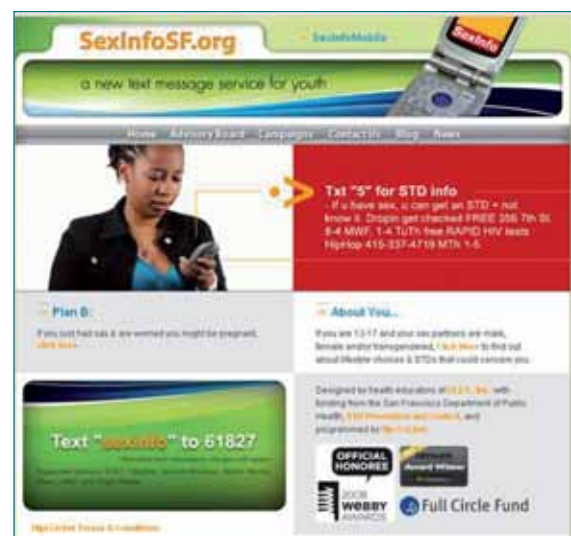 SexInfoSF.org
SexInfoMobile
SexInfo
a new text message service for youth
Home Advisory Board Campaigns Contact Us Blog News
Txt "5" for STD info
- If u have sex, u can get an STD + not
know it. Dropin get checked FREE 356 7th St
8-4 MWF, 1-4 TuTh free RAPID HIV tests
HipHop 415-337-4719 MTh 1-5
Plan B:
If you just had sex & are worried you might be pregnant,
click here.
About You...
If you are 13-17 and your sex partners are male,
female and/or transgendered, Click Here to find out
about lifestyle choices & STDs that could concern you.
Text "sexinfo" to 61827
Designed by health educators at with
funding from the San Francisco Department of Public
Health, STD Prevention and Control, and
programmed by
OFFICIAL
HONOREE
2008
WEBBY
AWARDS
Award Winner
Full Circle Fund